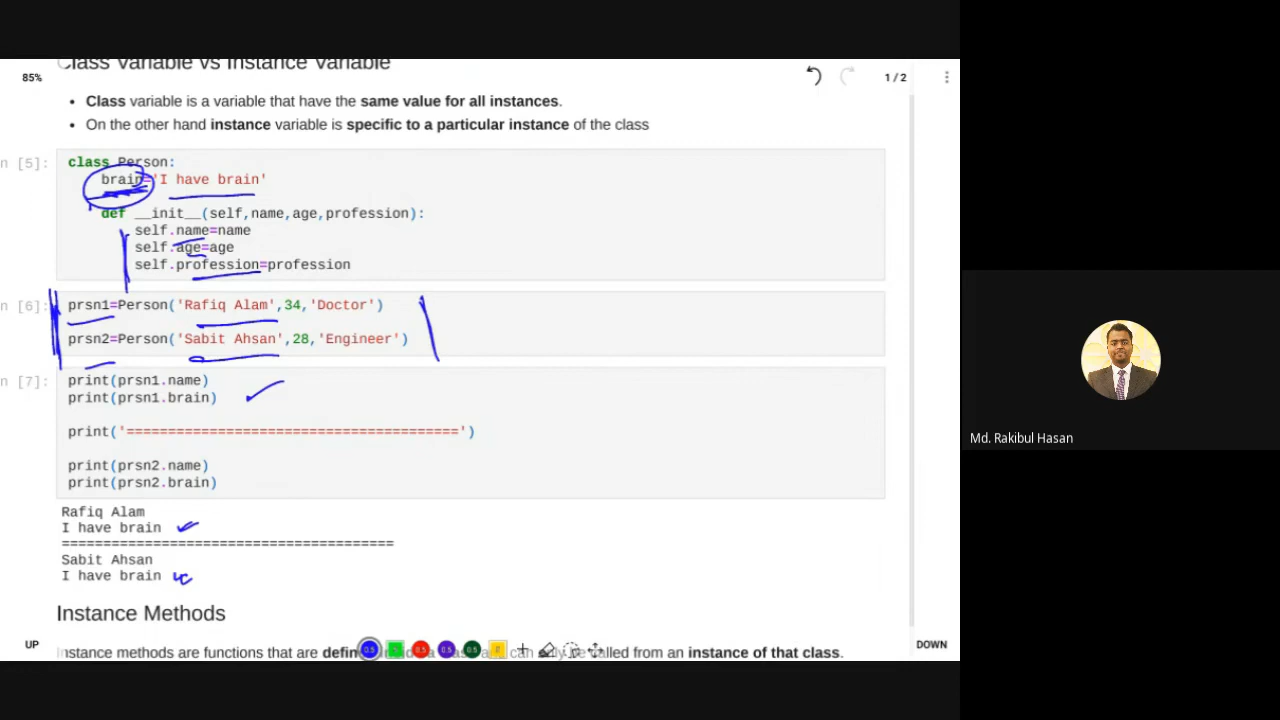 Class Variable vs Instance Variable
85%
1 / 2
• Class variable is a variable that have the same value for all instances.
• On the other hand instance variable is specific to a particular instance of the class
n [5]:
class Person:
brain='I have brain'
def __init__(self,name,age,profession):
self.name=name
self.age=age
self.profession=profession
n [6]:
prsn1=Person('Rafiq Alam',34,'Doctor')
prsn2=Person('Sabit Ahsan',28,'Engineer')
n [7]:
print(prsn1.name)
print(prsn1.brain)
print('========================================')
print(prsn2.name)
print(prsn2.brain)
Rafiq Alam
I have brain
========================================
Sabit Ahsan
I have brain
Instance Methods
UP
Instance methods are functions that are can called from an instance of that class.
DOWN
Md. Rakibul Hasan